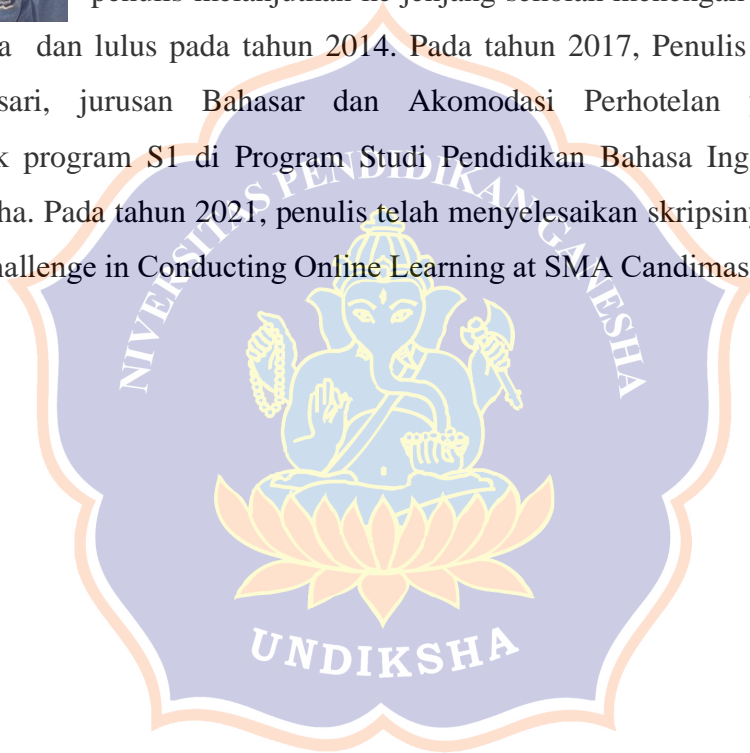 penulis melanjutkan ke jenjang sekolah menengah
a dan lulus pada tahun 2014. Pada tahun 2017, Penulis
sari, jurusan Bahasar dan Akomodasi Perhotelan
k program S1 di Program Studi Pendidikan Bahasa Ing
ha. Pada tahun 2021, penulis telah menyelesaikan skripsiny
hallenge in Conducting Online Learning at SMA Candimas
NIVERSITAS PENDIDIKAN GANESHA
UNDIKSHA